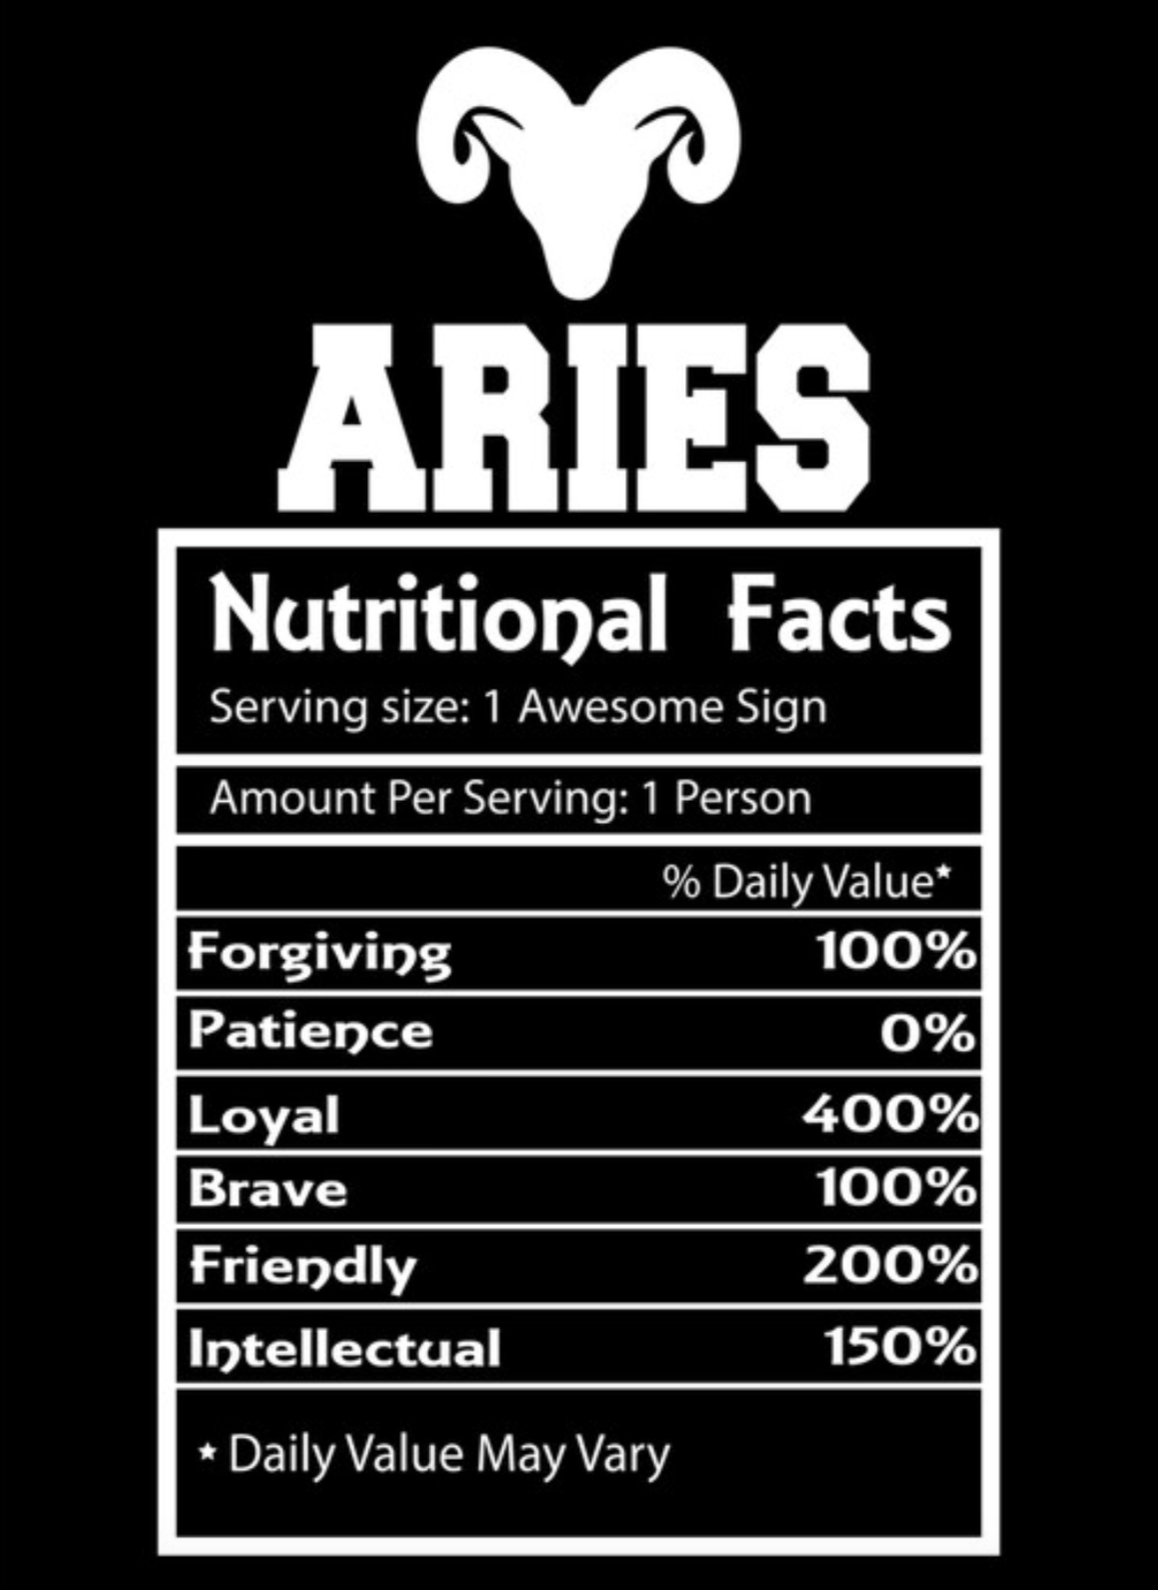 ARIES
Nutritional Facts
Serving size: 1 Awesome Sign
Amount Per Serving: 1 Person
% Daily Value*
Forgiving 100%
Patience 0%
Loyal 400%
Brave 100%
Friendly 200%
Intellectual 150%
* Daily Value May Vary